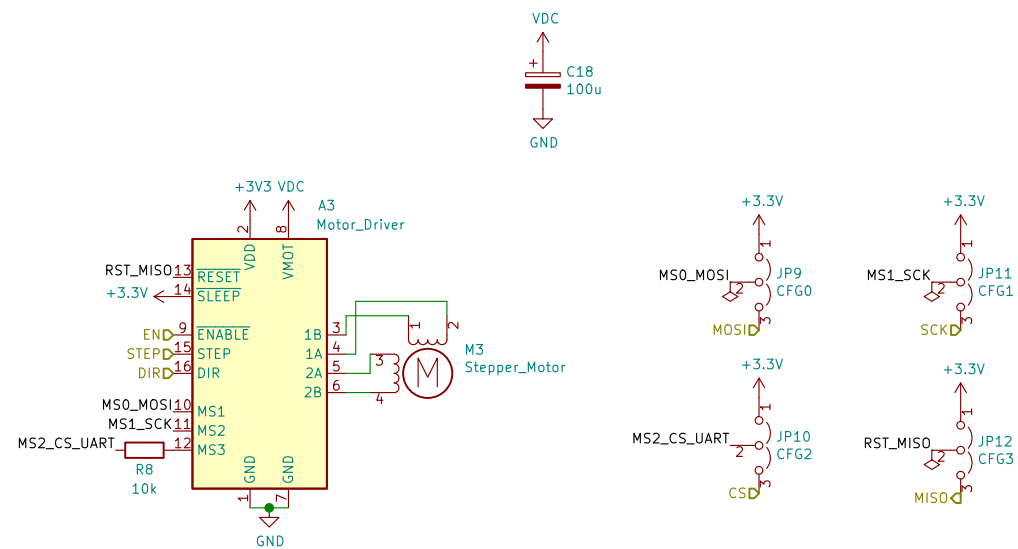 VDC
+
C18
100u
GND
+3V3 VDC
A3
Motor_Driver
2
8
VDD
VMOT
RST_MISO 13 RESET
+3.3V 14 SLEEP
EN 9 ENABLE
STEP 15 STEP
DIR 16 DIR
MS0_MOSI 10 MS1
MS1_SCK 11 MS2
MS2_CS_UART 12 MS3
R8
10k
1B 3
1A 4
2A 5
2B 6
GND
GND
1
7
GND
1
2
3
4
M
M3
Stepper_Motor
+3.3V
1
MS0_MOSI
2
JP9
CFG0
MOSI
3
+3.3V
1
MS1_SCK
2
JP11
CFG1
SCK
3
+3.3V
1
MS2_CS_UART
2
JP10
CFG2
CS
3
+3.3V
1
RST_MISO
2
JP12
CFG3
MISO
3